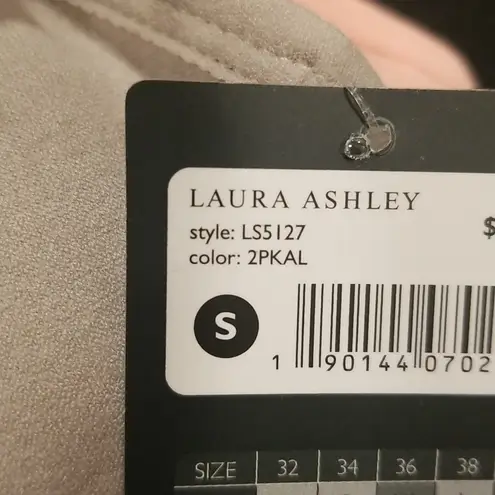 LAURA ASHLEY
style: LS5127 $
color: 2PKAL
S
1 90144 0702
SIZE 32 34 36 38